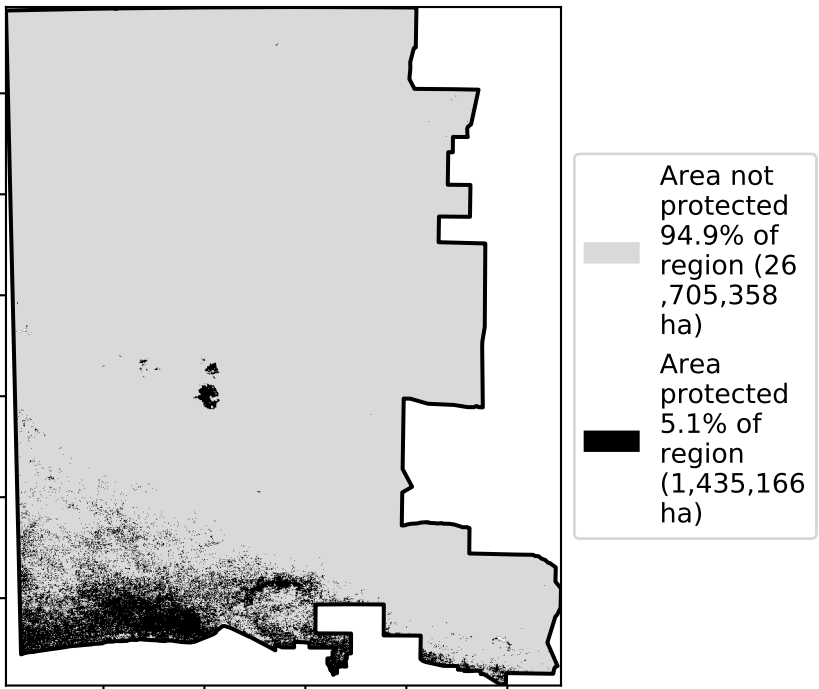 Area not
protected
94.9% of
region (26
,705,358
ha)
Area
protected
5.1% of
region
(1,435,166
ha)